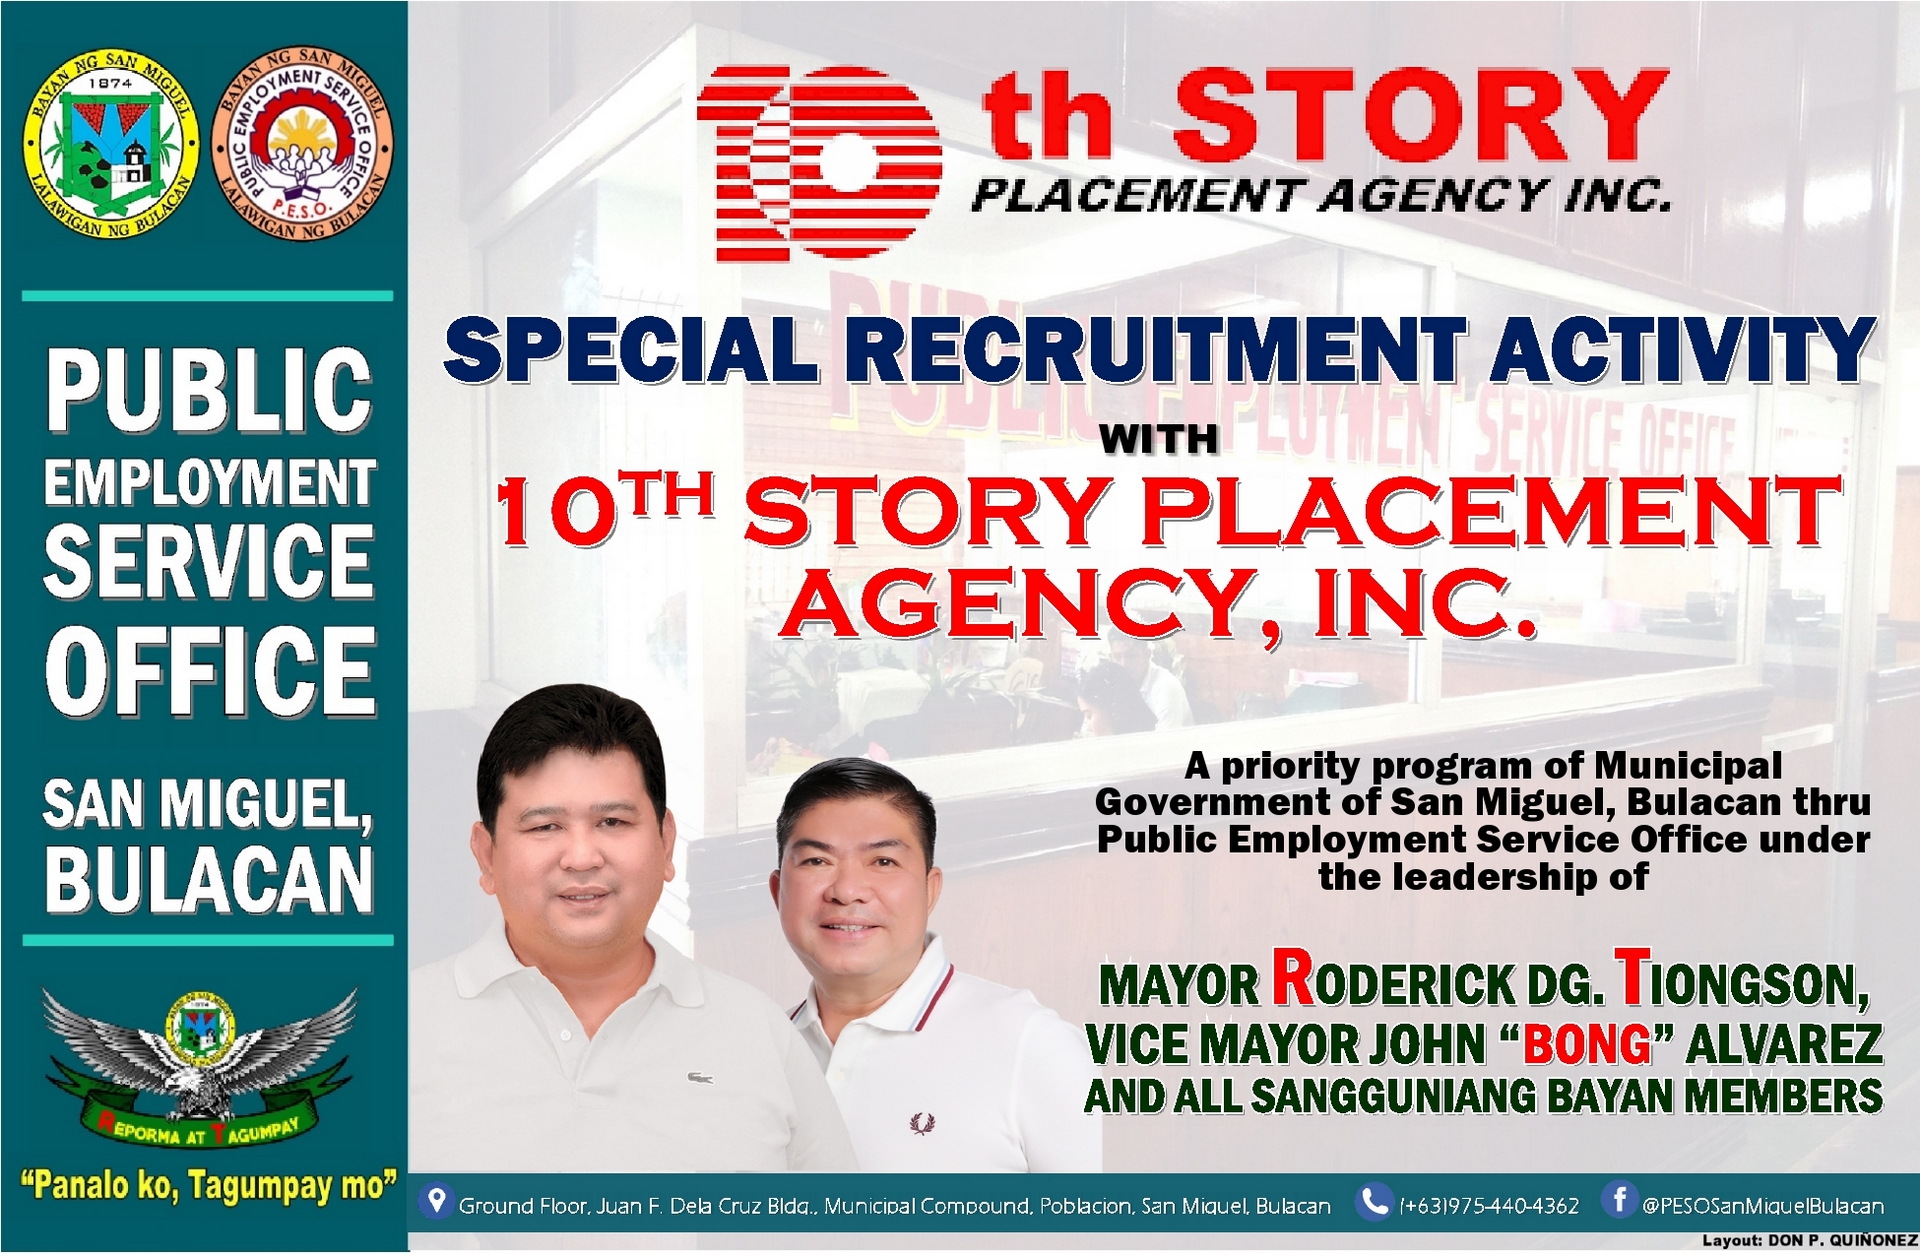 BAYAN NG SAN MIGUEL
1874
LALAWIGAN NG BULACAN
BAYAN NG SAN MIGUEL
PUBLIC EMPLOYMENT SERVICE OFFICE
P.E.S.O.
LALAWIGAN NG BULACAN
PUBLIC
EMPLOYMENT
SERVICE
OFFICE
SAN MIGUEL,
BULACAN
REPORMA AT TAGUMPAY
“Panalo ko, Tagumpay mo”
10th STORY
PLACEMENT AGENCY INC.
SPECIAL RECRUITMENT ACTIVITY
WITH
10TH STORY PLACEMENT
AGENCY, INC.
PUBLIC EMPLOYMENT SERVICE OFFICE
A priority program of Municipal
Government of San Miguel, Bulacan thru
Public Employment Service Office under
the leadership of
MAYOR RODERICK DG. TIONGSON,
VICE MAYOR JOHN “BONG” ALVAREZ
AND ALL SANGGUNIANG BAYAN MEMBERS
Ground Floor, Juan F. Dela Cruz Bldg., Municipal Compound, Poblacion, San Miguel, Bulacan
(+63)975-440-4362
@PESOSanMiguelBulacan
Layout: DON P. QUIÑONEZ